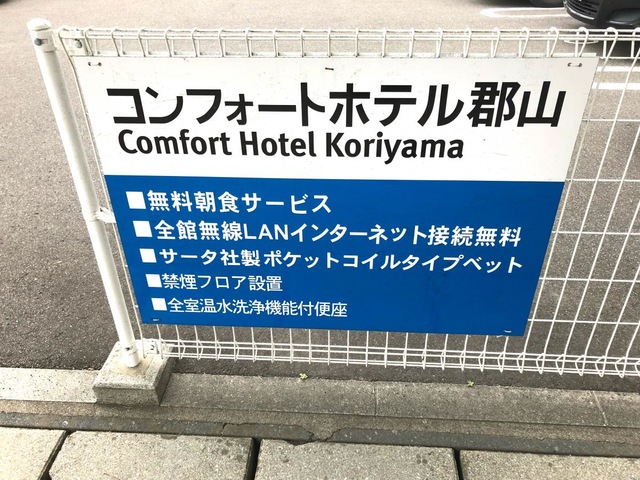 コンフォートホテル郡山
Comfort Hotel Koriyama
■無料朝食サービス
■全館無線LANインターネット接続無料
■サータ社製ポケットコイルタイプベット
■禁煙フロア設置
■全室温水洗浄機能付便座